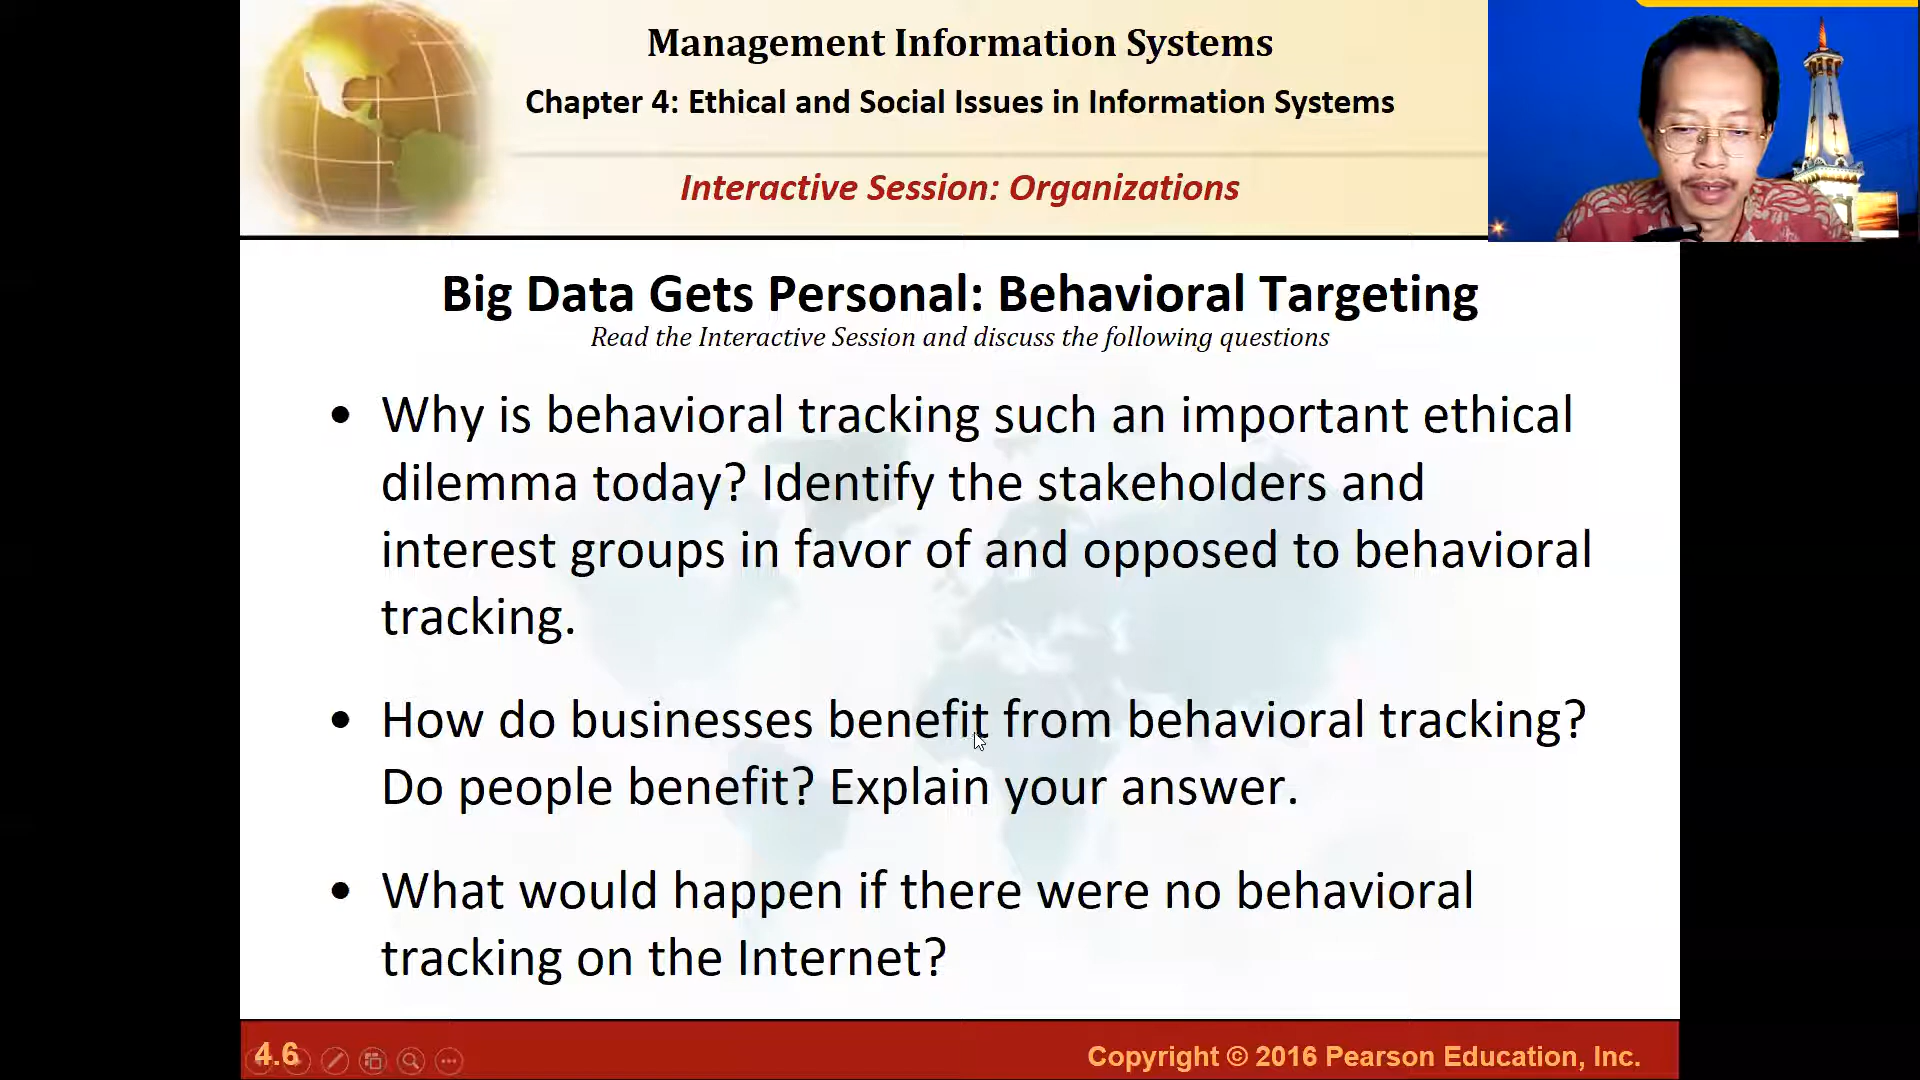 Management Information Systems
Chapter 4: Ethical and Social Issues in Information Systems
Interactive Session: Organizations
Big Data Gets Personal: Behavioral Targeting
Read the Interactive Session and discuss the following questions
• Why is behavioral tracking such an important ethical
dilemma today? Identify the stakeholders and
interest groups in favor of and opposed to behavioral
tracking.
• How do businesses benefit from behavioral tracking?
Do people benefit? Explain your answer.
• What would happen if there were no behavioral
tracking on the Internet?
4.6
Copyright © 2016 Pearson Education, Inc.